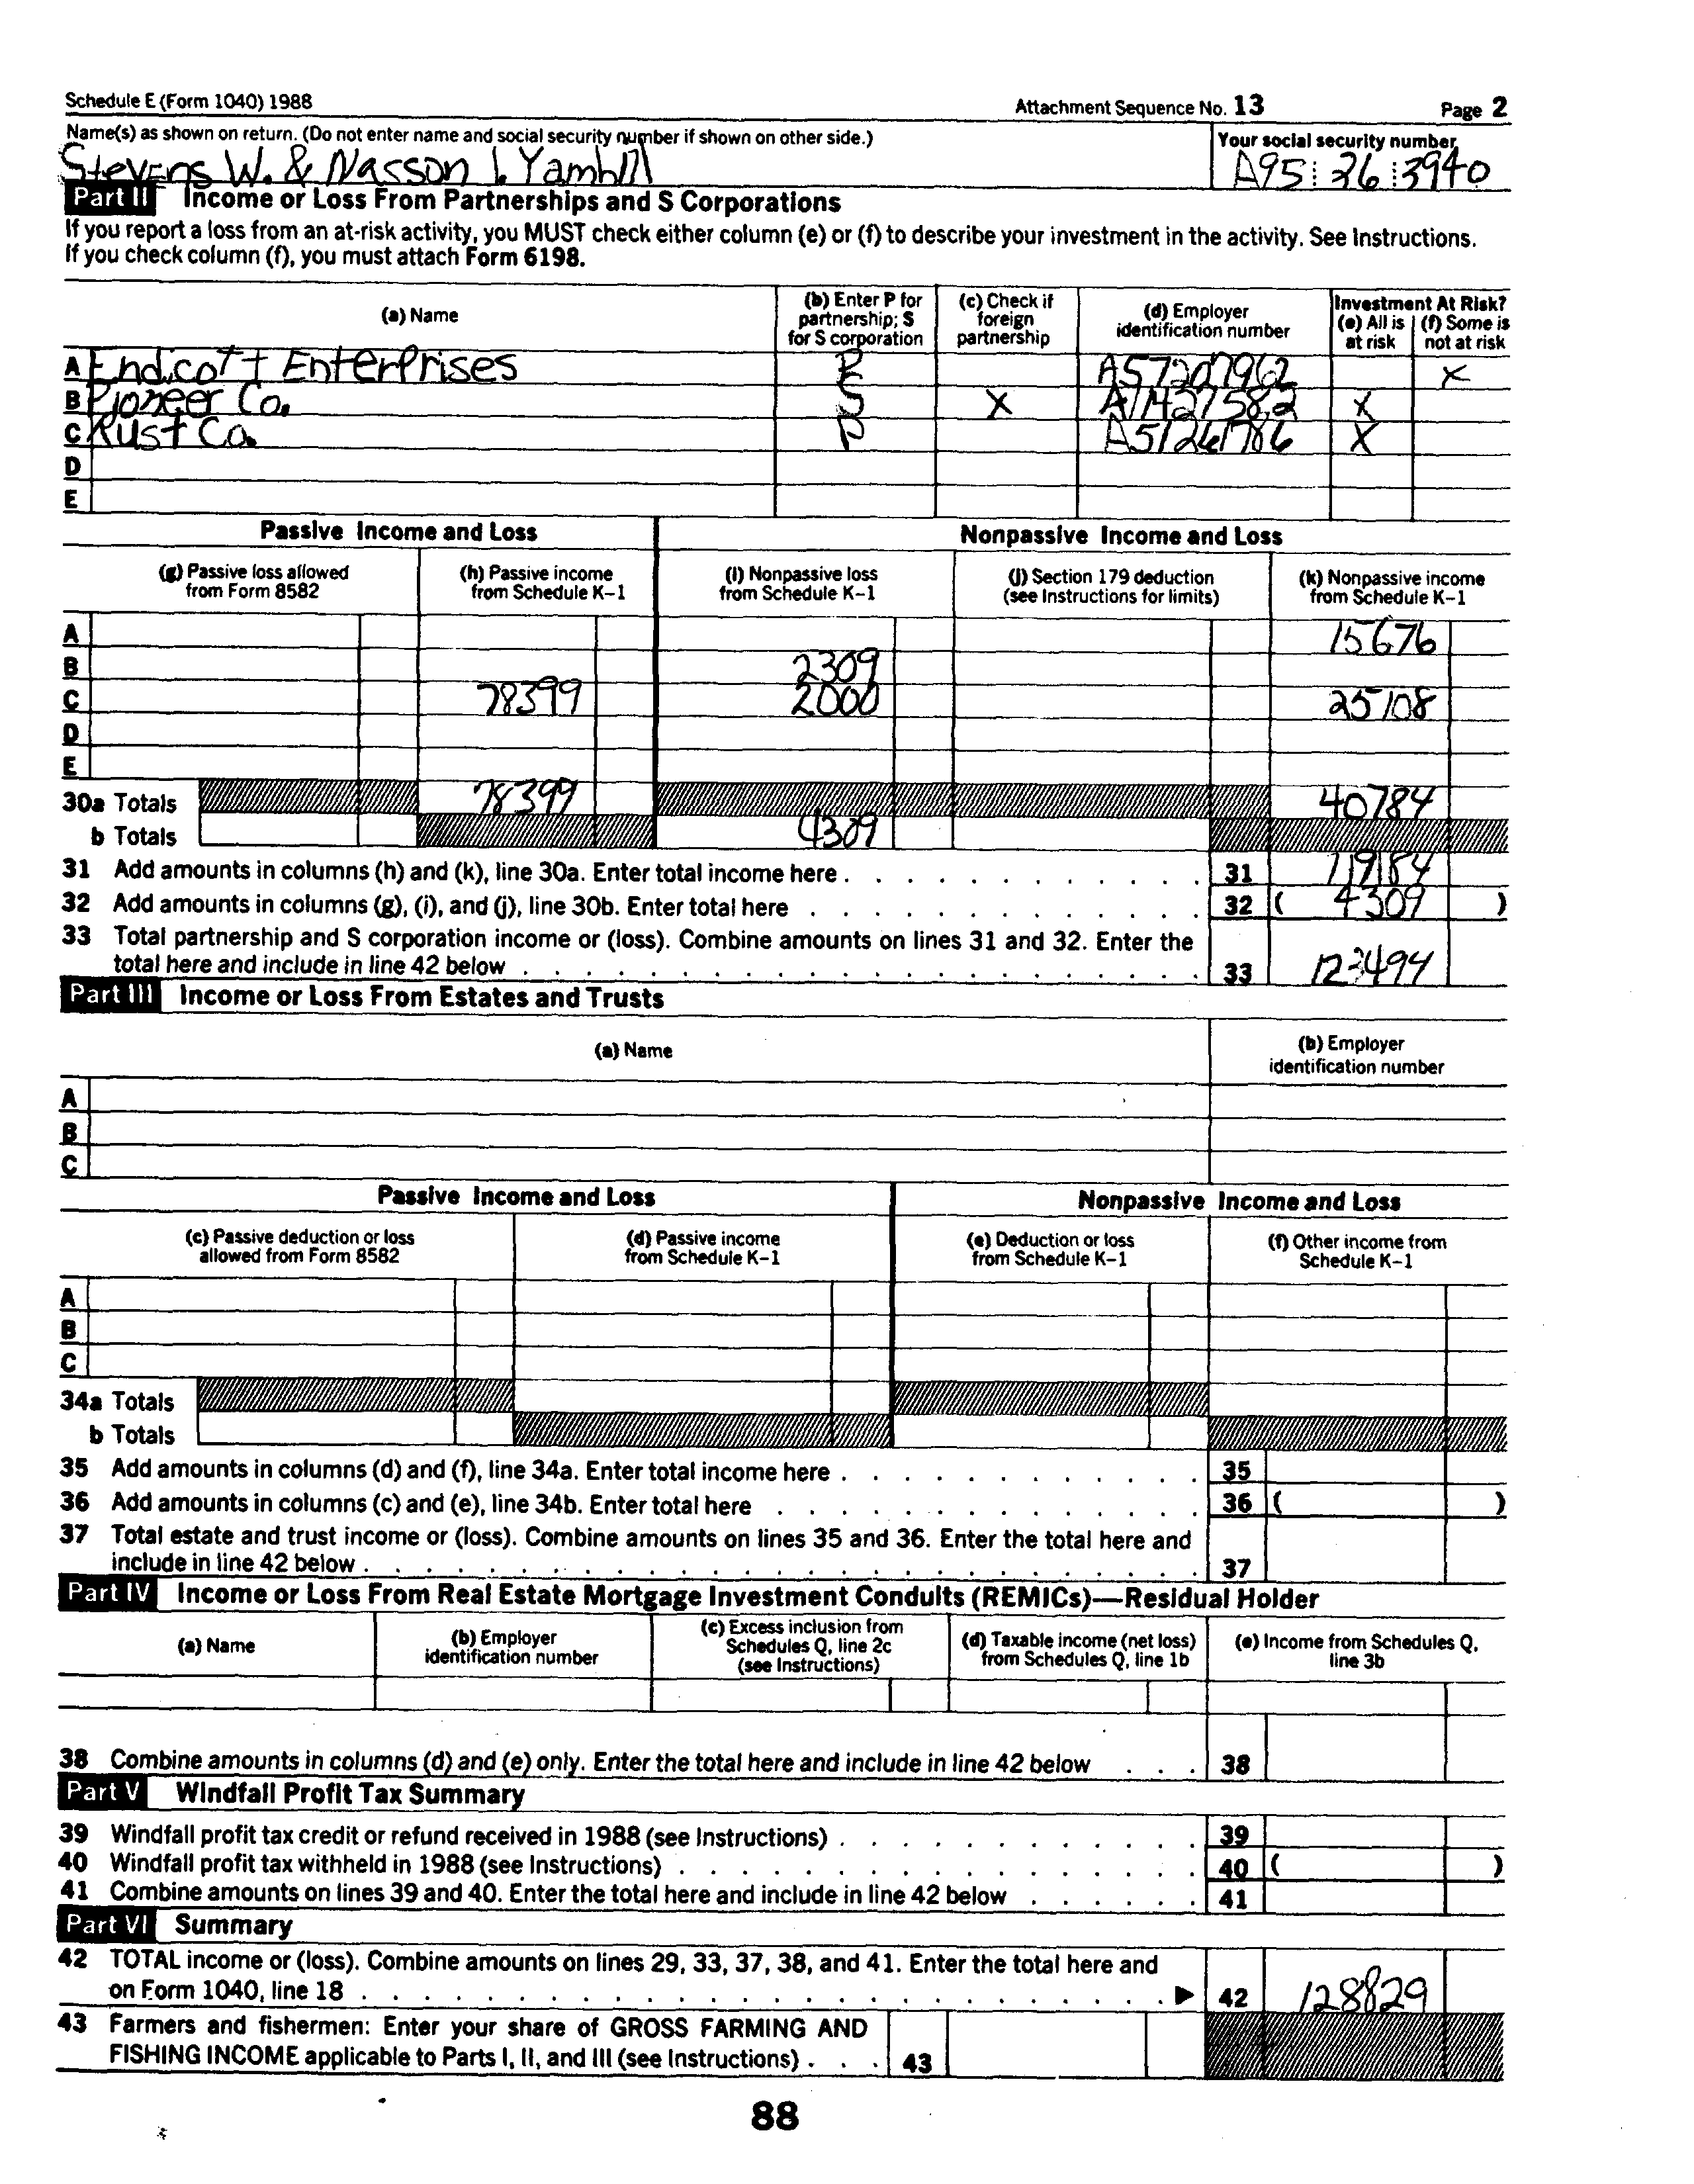 Schedule E (Form 1040) 1988 Attachment Sequence No. 13 Page 2
Name(s) as shown on return. (Do not enter name and social security number if shown on other side.) Your social security number
Stevens W. & Nasson I. Yamhill A95 26 3940
Part II Income or Loss From Partnerships and S Corporations
If you report a loss from an at-risk activity, you MUST check either column (e) or (f) to describe your investment in the activity. See Instructions.
If you check column (f), you must attach Form 6198.
(a) Name (b) Enter P for partnership; S for S corporation (c) Check if foreign partnership (d) Employer identification number Investment At Risk? (e) All is at risk (f) Some is not at risk
A Endicott Enterprises P A57207962 X
B Pioneer Co. S X A11427582 X
C Rust Co. P A51261786 X
D
E
Passive Income and Loss Nonpassive Income and Loss
(g) Passive loss allowed from Form 8582 (h) Passive income from Schedule K-1 (i) Nonpassive loss from Schedule K-1 (j) Section 179 deduction (see Instructions for limits) (k) Nonpassive income from Schedule K-1
A 15676
B 2309
C 78399 2000 25108
D
E
30a Totals 78399 40784
b Totals 4309
31 Add amounts in columns (h) and (k), line 30a. Enter total income here . 31 119184
32 Add amounts in columns (g), (i), and (j), line 30b. Enter total here . 32 ( 4309 )
33 Total partnership and S corporation income or (loss). Combine amounts on lines 31 and 32. Enter the
total here and include in line 42 below . 33 123494
Part III Income or Loss From Estates and Trusts
(a) Name (b) Employer identification number
A
B
C
Passive Income and Loss Nonpassive Income and Loss
(c) Passive deduction or loss allowed from Form 8582 (d) Passive income from Schedule K-1 (e) Deduction or loss from Schedule K-1 (f) Other income from Schedule K-1
A
B
C
34a Totals
b Totals
35 Add amounts in columns (d) and (f), line 34a. Enter total income here . 35
36 Add amounts in columns (c) and (e), line 34b. Enter total here . 36 ( )
37 Total estate and trust income or (loss). Combine amounts on lines 35 and 36. Enter the total here and
include in line 42 below . 37
Part IV Income or Loss From Real Estate Mortgage Investment Conduits (REMICs)—Residual Holder
(a) Name (b) Employer identification number (c) Excess inclusion from Schedules Q, line 2c (see Instructions) (d) Taxable income (net loss) from Schedules Q, line 1b (e) Income from Schedules Q, line 3b
38 Combine amounts in columns (d) and (e) only. Enter the total here and include in line 42 below . . . 38
Part V Windfall Profit Tax Summary
39 Windfall profit tax credit or refund received in 1988 (see Instructions) . 39
40 Windfall profit tax withheld in 1988 (see Instructions) . 40 ( )
41 Combine amounts on lines 39 and 40. Enter the total here and include in line 42 below . 41
Part VI Summary
42 TOTAL income or (loss). Combine amounts on lines 29, 33, 37, 38, and 41. Enter the total here and
on Form 1040, line 18 . ▶ 42 128829
43 Farmers and fishermen: Enter your share of GROSS FARMING AND
FISHING INCOME applicable to Parts I, II, and III (see Instructions) . . . 43
88